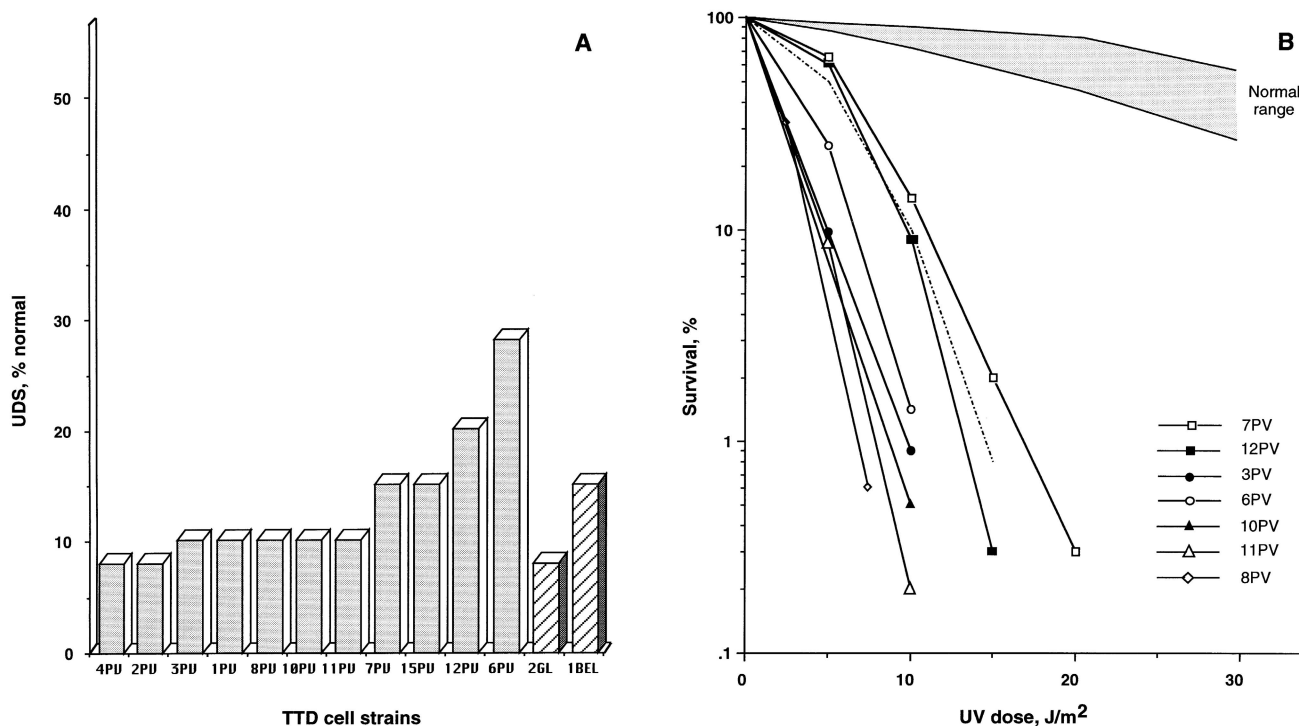 A
50
40
30
20
10
0
UDS, % normal
4PV 2PV 3PV 1PV 8PV 10PV 11PV 7PV 15PV 12PV 6PV 2GL 1BEL
TTD cell strains
B
100
10
1
.1
Survival, %
Normal
range
7PV
12PV
3PV
6PV
10PV
11PV
8PV
0 10 20 30
UV dose, J/m²